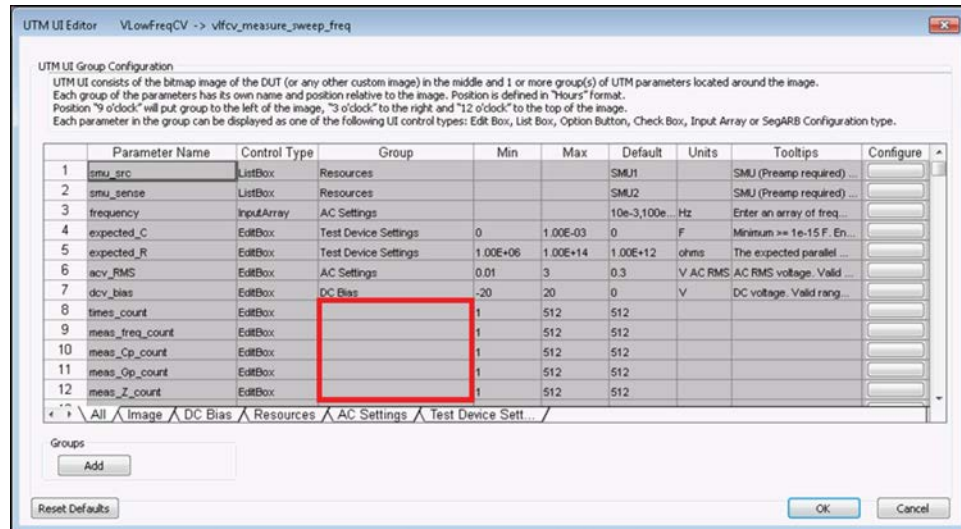 UTM UI Editor VLowFreqCV -> vlfcv_measure_sweep_freq
UTM UI Group Configuration
UTM UI consists of the bitmap image of the DUT (or any other custom image) in the middle and 1 or more group(s) of UTM parameters located around the image.
Each group of the parameters has its own name and position relative to the image. Position is defined in "Hours" format.
Position "9 o'clock" will put group to the left of the image, "3 o'clock" to the right and "12 o'clock" to the top of the image.
Each parameter in the group can be displayed as one of the following UI control types: Edit Box, List Box, Option Button, Check Box, Input Array or SegARB Configuration type.
Parameter Name Control Type Group Min Max Default Units Tooltips Configure
1 smu_src ListBox Resources SMU1 SMU (Preamp required) ...
2 smu_sense ListBox Resources SMU2 SMU (Preamp required) ...
3 frequency InputArray AC Settings 10e-3,100e... Hz Enter an array of freq...
4 expected_C EditBox Test Device Settings 0 1.00E-03 0 F Minimum >= 1e-15 F. En...
5 expected_R EditBox Test Device Settings 1.00E+06 1.00E+14 1.00E+12 ohms The expected parallel ...
6 acv_RMS EditBox AC Settings 0.01 3 0.3 V AC RMS AC RMS voltage. Valid ...
7 dcv_bias EditBox DC Bias -20 20 0 V DC voltage. Valid rang...
8 times_count EditBox 1 512 512
9 meas_freq_count EditBox 1 512 512
10 meas_Cp_count EditBox 1 512 512
11 meas_Gp_count EditBox 1 512 512
12 meas_Z_count EditBox 1 512 512
All Image DC Bias Resources AC Settings Test Device Sett...
Groups
Add
Reset Defaults OK Cancel